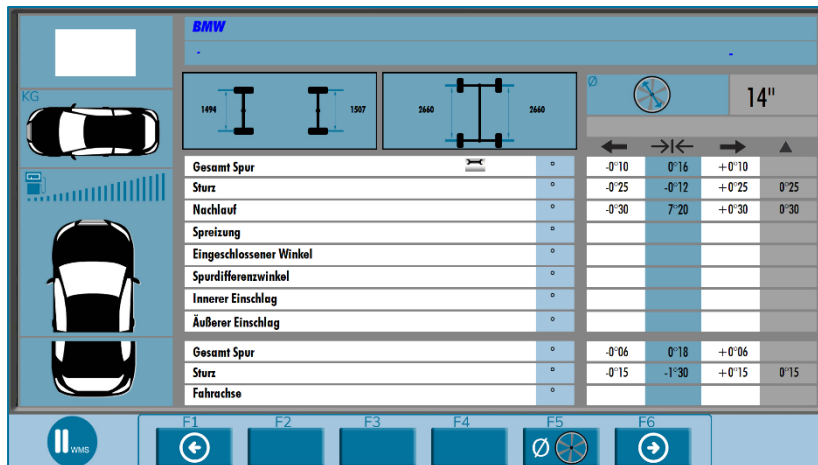 BMW
-
-
KG
1494
1507
2660
2660
Ø
14"
Gesamt Spur ° -0°10 0°16 +0°10
Sturz ° -0°25 -0°12 +0°25 0°25
Nachlauf ° -0°30 7°20 +0°30 0°30
Spreizung °
Eingeschlossener Winkel °
Spurdifferenzwinkel °
Innerer Einschlag °
Äußerer Einschlag °
Gesamt Spur ° -0°06 0°18 +0°06
Sturz ° -0°15 -1°30 +0°15 0°15
Fahrachse °
WMS
F1 F2 F3 F4 F5 F6
Ø